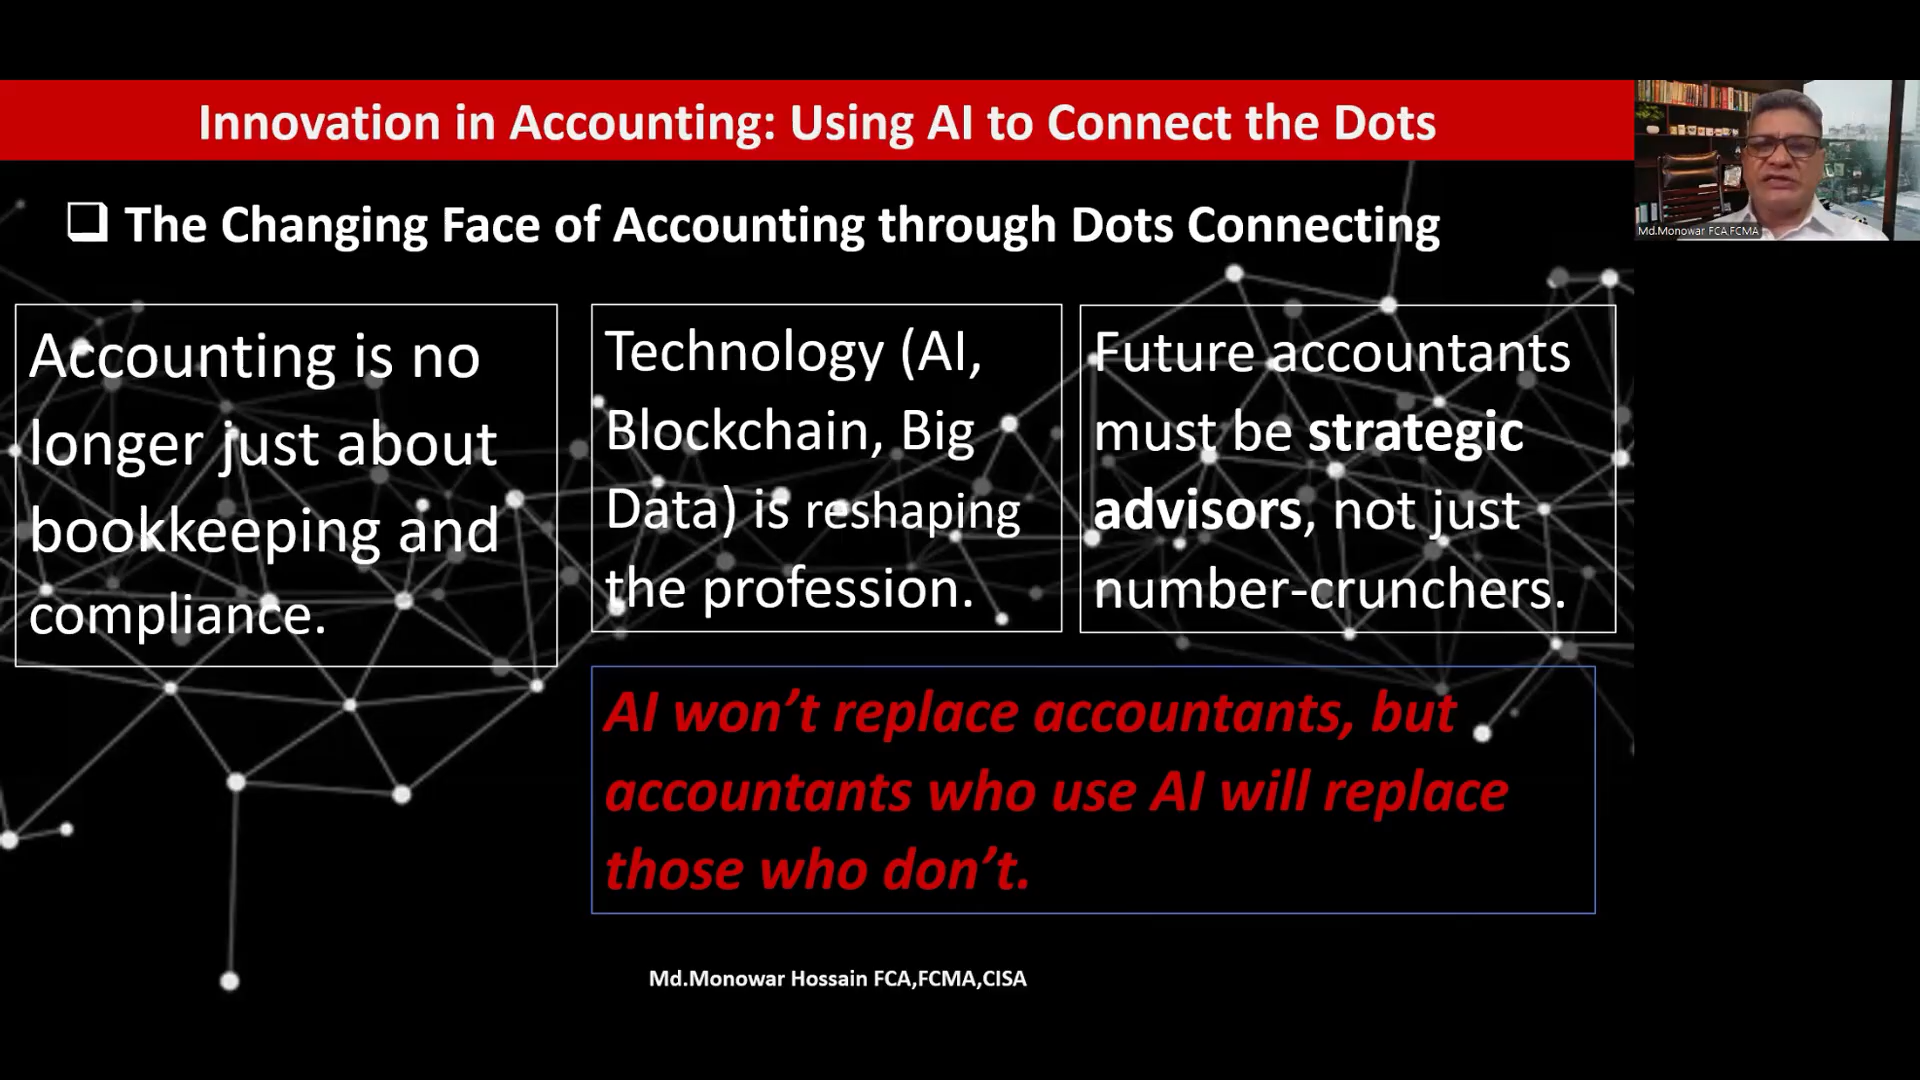 Innovation in Accounting: Using AI to Connect the Dots
Md.Monowar FCA,FCMA
The Changing Face of Accounting through Dots Connecting
Accounting is no
longer just about
bookkeeping and
compliance.
Technology (AI,
Blockchain, Big
Data) is reshaping
the profession.
Future accountants
must be strategic
advisors, not just
number-crunchers.
AI won’t replace accountants, but
accountants who use AI will replace
those who don’t.
Md.Monowar Hossain FCA,FCMA,CISA